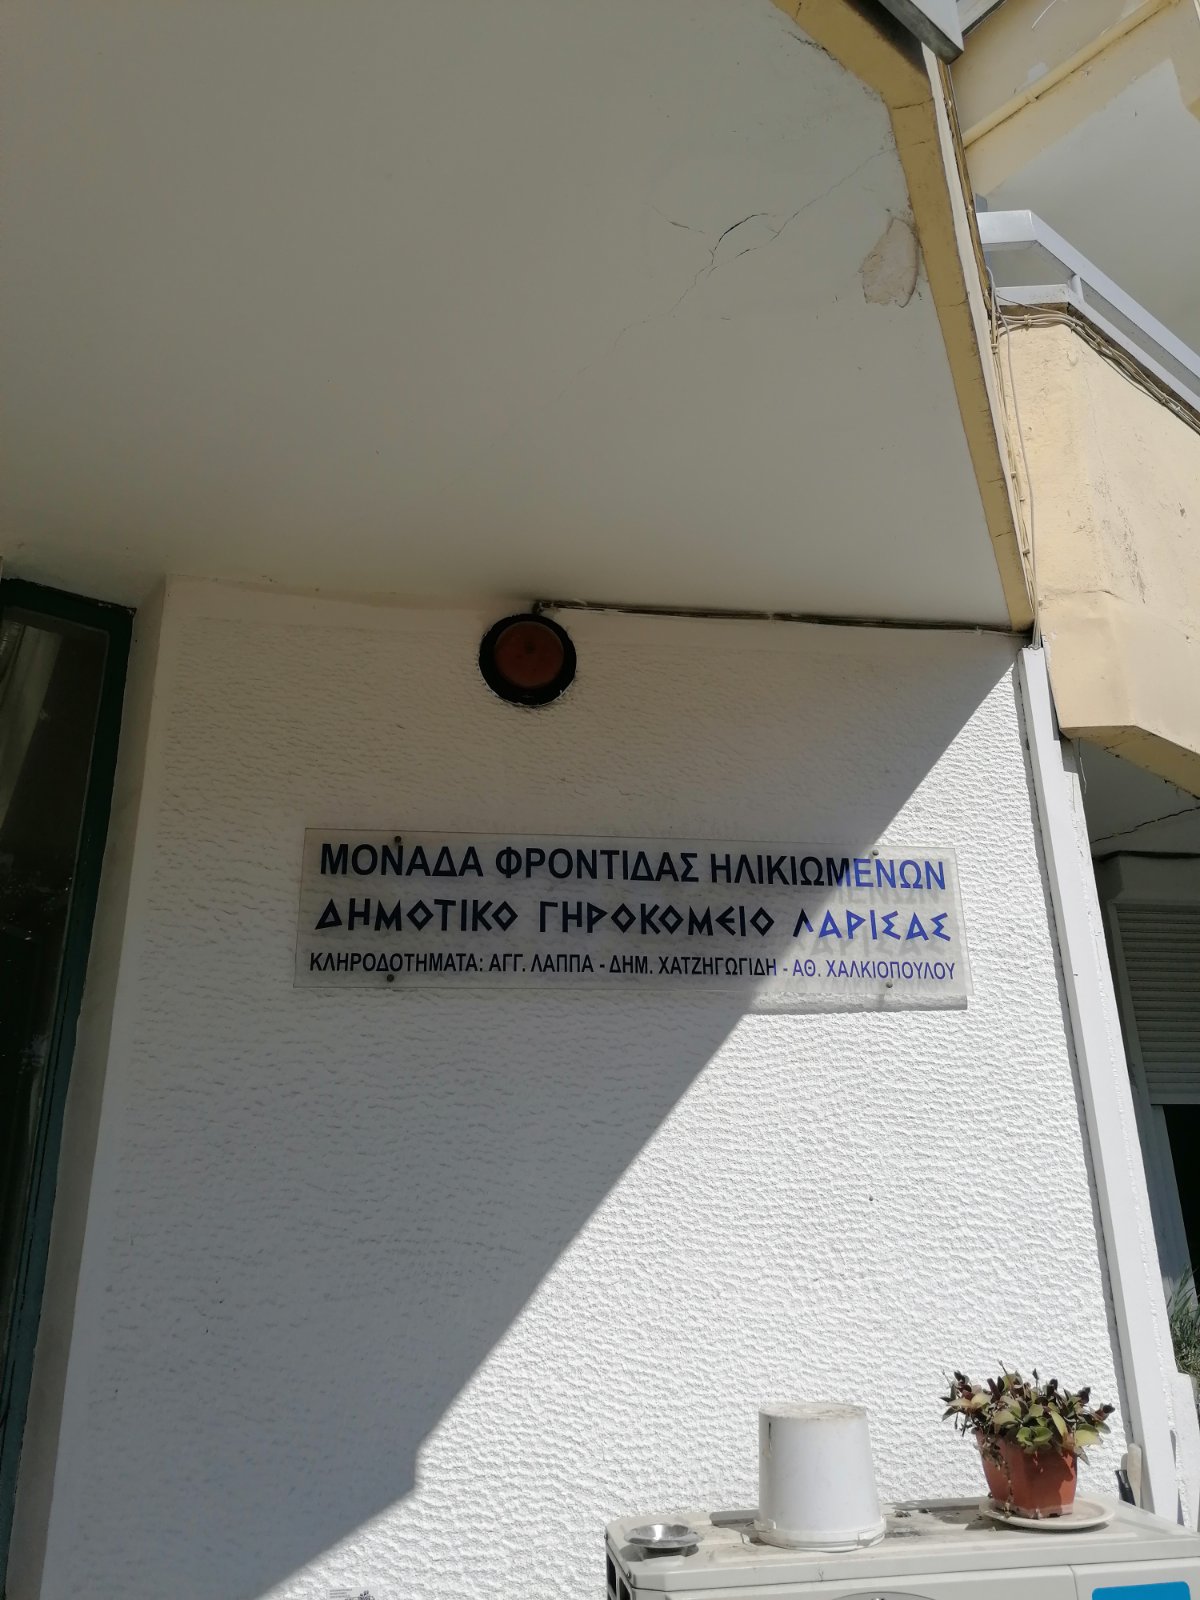 ΜΟΝΑΔΑ ΦΡΟΝΤΙΔΑΣ ΗΛΙΚΙΩΜΕΝΩΝ
ΔΗΜΟΤΙΚΟ ΓΗΡΟΚΟΜΕΙΟ ΛΑΡΙΣΑΣ
ΚΛΗΡΟΔΟΤΗΜΑΤΑ: ΑΓΓ. ΛΑΠΠΑ - ΔΗΜ. ΧΑΤΖΗΓΩΓΙΔΗ - ΑΘ. ΧΑΛΚΙΟΠΟΥΛΟΥ